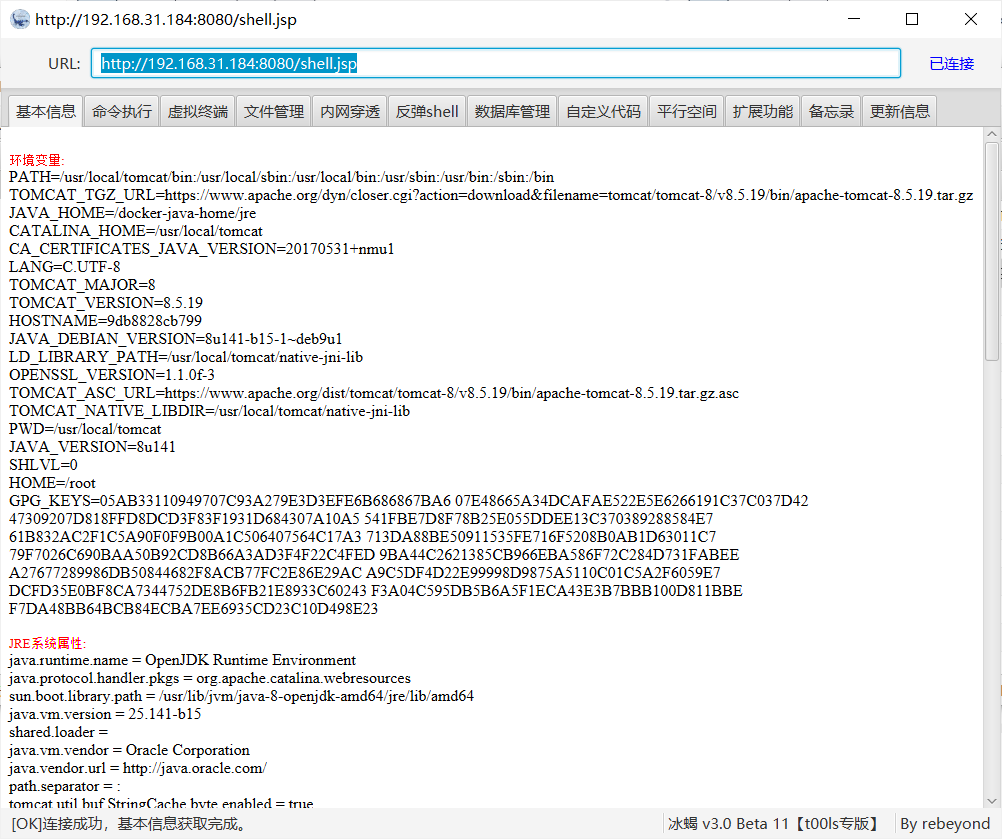 http://192.168.31.184:8080/shell.jsp
URL: http://192.168.31.184:8080/shell.jsp 已连接
基本信息 命令执行 虚拟终端 文件管理 内网穿透 反弹shell 数据库管理 自定义代码 平行空间 扩展功能 备忘录 更新信息
环境变量:
PATH=/usr/local/tomcat/bin:/usr/local/sbin:/usr/local/bin:/usr/sbin:/usr/bin:/sbin:/bin
TOMCAT_TGZ_URL=https://www.apache.org/dyn/closer.cgi?action=download&filename=tomcat/tomcat-8/v8.5.19/bin/apache-tomcat-8.5.19.tar.gz
JAVA_HOME=/docker-java-home/jre
CATALINA_HOME=/usr/local/tomcat
CA_CERTIFICATES_JAVA_VERSION=20170531+nmu1
LANG=C.UTF-8
TOMCAT_MAJOR=8
TOMCAT_VERSION=8.5.19
HOSTNAME=9db8828cb799
JAVA_DEBIAN_VERSION=8u141-b15-1~deb9u1
LD_LIBRARY_PATH=/usr/local/tomcat/native-jni-lib
OPENSSL_VERSION=1.1.0f-3
TOMCAT_ASC_URL=https://www.apache.org/dist/tomcat/tomcat-8/v8.5.19/bin/apache-tomcat-8.5.19.tar.gz.asc
TOMCAT_NATIVE_LIBDIR=/usr/local/tomcat/native-jni-lib
PWD=/usr/local/tomcat
JAVA_VERSION=8u141
SHLVL=0
HOME=/root
GPG_KEYS=05AB33110949707C93A279E3D3EFE6B686867BA6 07E48665A34DCAFAE522E5E6266191C37C037D42
47309207D818FFD8DCD3F83F1931D684307A10A5 541FBE7D8F78B25E055DDEE13C370389288584E7
61B832AC2F1C5A90F0F9B00A1C506407564C17A3 713DA88BE50911535FE716F5208B0AB1D63011C7
79F7026C690BAA50B92CD8B66A3AD3F4F22C4FED 9BA44C2621385CB966EBA586F72C284D731FABEE
A27677289986DB50844682F8ACB77FC2E86E29AC A9C5DF4D22E99998D9875A5110C01C5A2F6059E7
DCFD35E0BF8CA7344752DE8B6FB21E8933C60243 F3A04C595DB5B6A5F1ECA43E3B7BBB100D811BBE
F7DA48BB64BCB84ECBA7EE6935CD23C10D498E23
JRE系统属性:
java.runtime.name = OpenJDK Runtime Environment
java.protocol.handler.pkgs = org.apache.catalina.webresources
sun.boot.library.path = /usr/lib/jvm/java-8-openjdk-amd64/jre/lib/amd64
java.vm.version = 25.141-b15
shared.loader =
java.vm.vendor = Oracle Corporation
java.vendor.url = http://java.oracle.com/
path.separator = :
tomcat.util.buf.StringCache.byte.enabled = true
[OK]连接成功，基本信息获取完成。 冰蝎 v3.0 Beta 11【t00ls专版】 By rebeyond